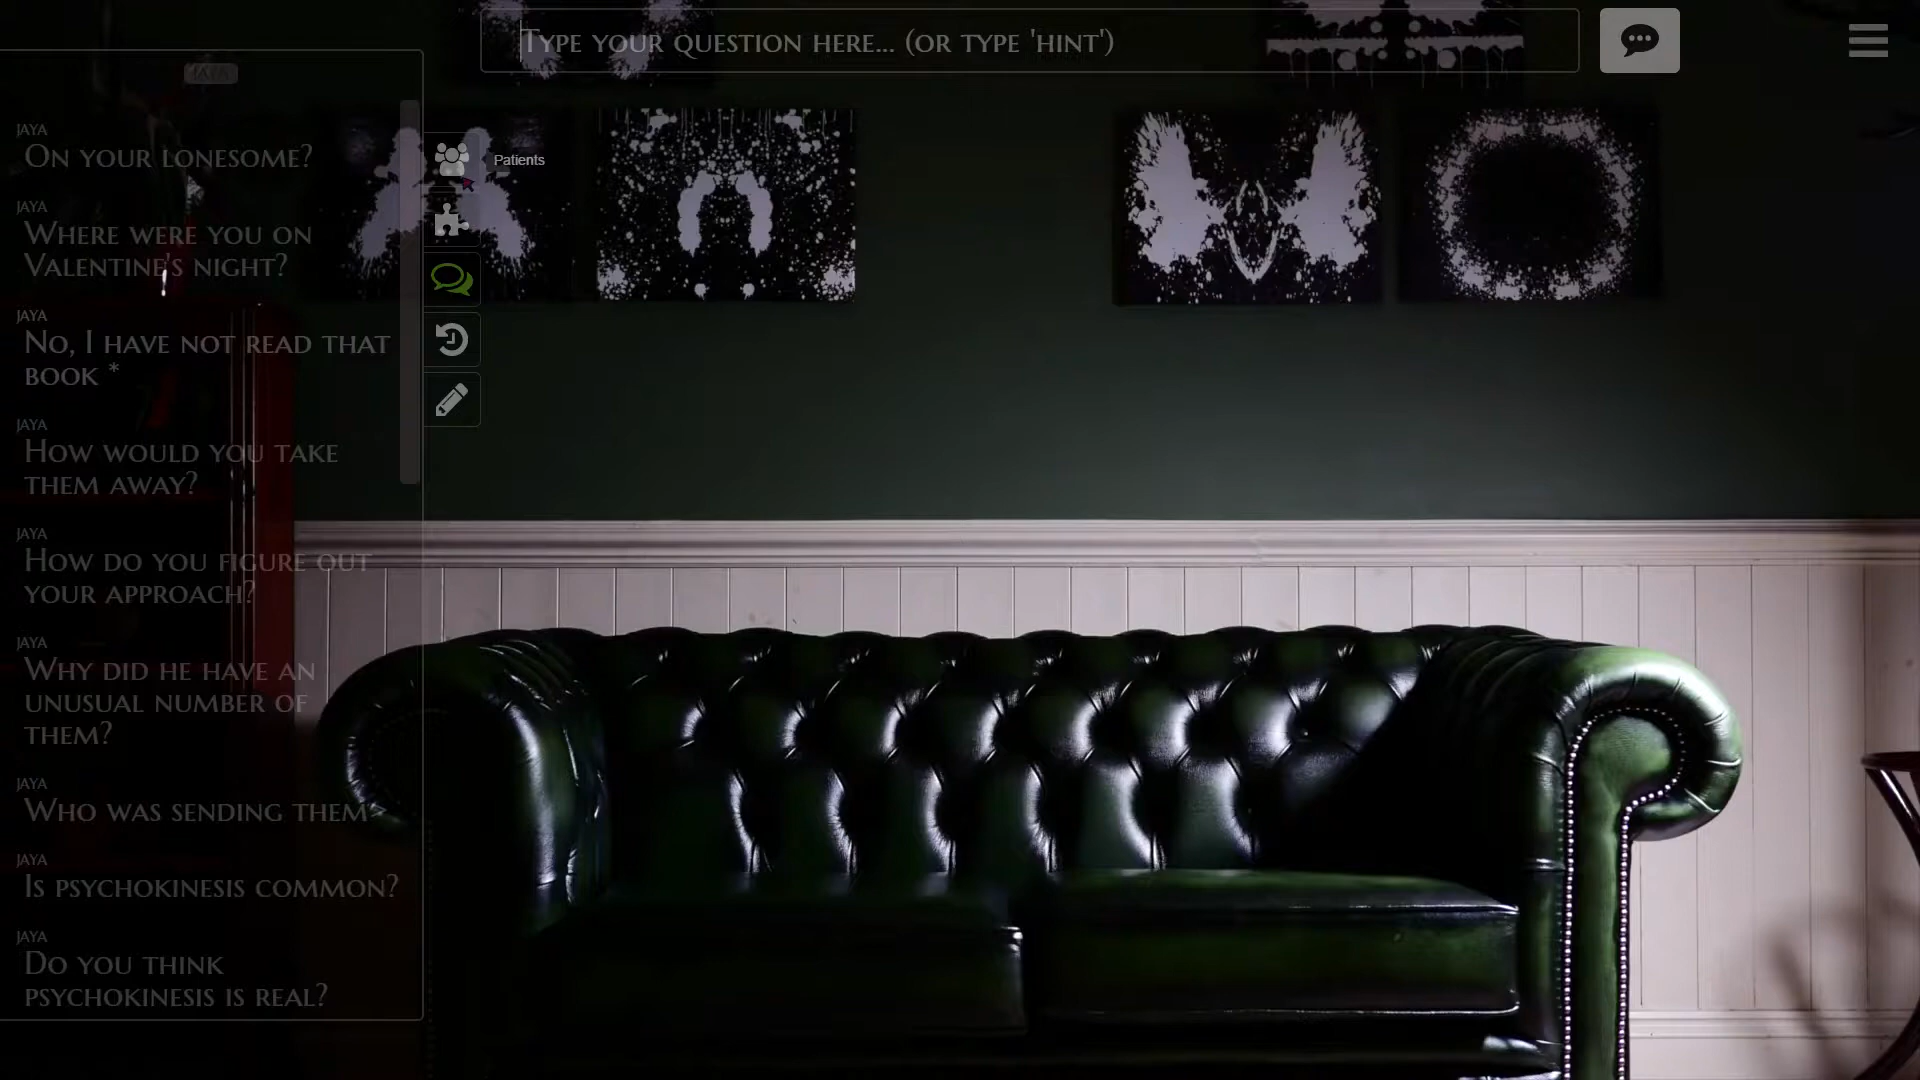 Type your question here... (or type 'hint')
JAYA
JAYA
On your lonesome?
JAYA
Where were you on
Valentine's night?
JAYA
No, I have not read that
book *
JAYA
How would you take
them away?
JAYA
How do you figure out
your approach?
JAYA
Why did he have an
unusual number of
them?
JAYA
Who was sending them?
JAYA
Is psychokinesis common?
JAYA
Do you think
psychokinesis is real?
Patients